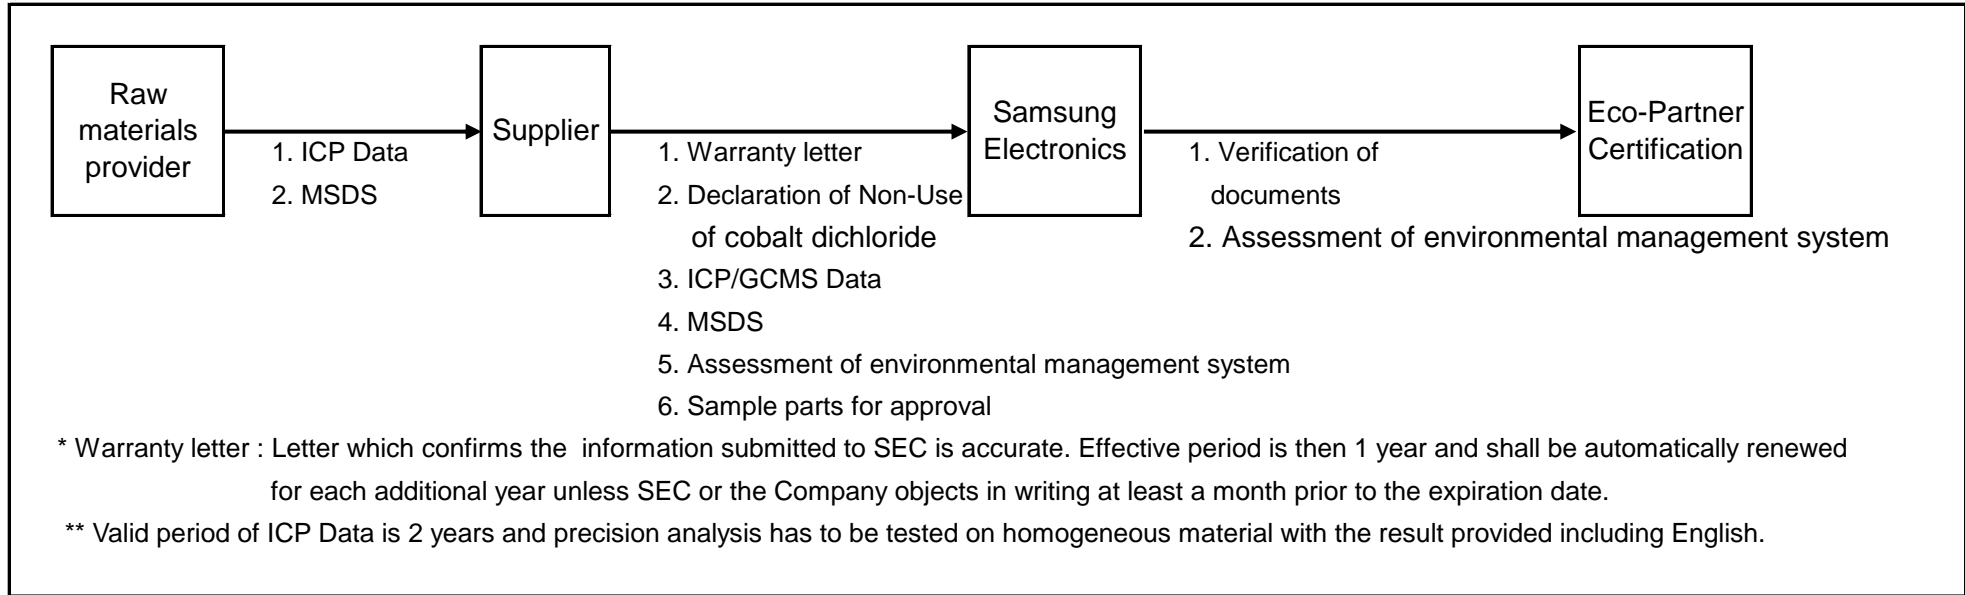 Raw
materials
provider
1. ICP Data
2. MSDS
Supplier
1. Warranty letter
2. Declaration of Non-Use
of cobalt dichloride
3. ICP/GCMS Data
4. MSDS
5. Assessment of environmental management system
6. Sample parts for approval
Samsung
Electronics
1. Verification of
documents
2. Assessment of environmental management system
Eco-Partner
Certification
* Warranty letter : Letter which confirms the information submitted to SEC is accurate. Effective period is then 1 year and shall be automatically renewed
for each additional year unless SEC or the Company objects in writing at least a month prior to the expiration date.
** Valid period of ICP Data is 2 years and precision analysis has to be tested on homogeneous material with the result provided including English.